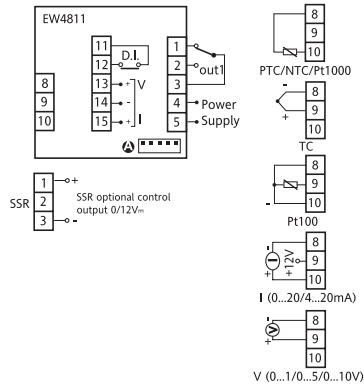 EW4811
11
12
D.I.
13 + V
14 -
15 + I
8
9
10
1
2
3
out1
4 Power
5 Supply
A
SSR
1 +
2
3 -
SSR optional control
output 0/12V=
8
9
10
PTC/NTC/Pt1000
- 8
+ 9
10
TC
8
9
- 10
Pt100
- 8
I +12V 9
+ 10
I (0...20/4...20mA)
- 8
V 9
+ 10
V (0...1/0...5/0...10V)